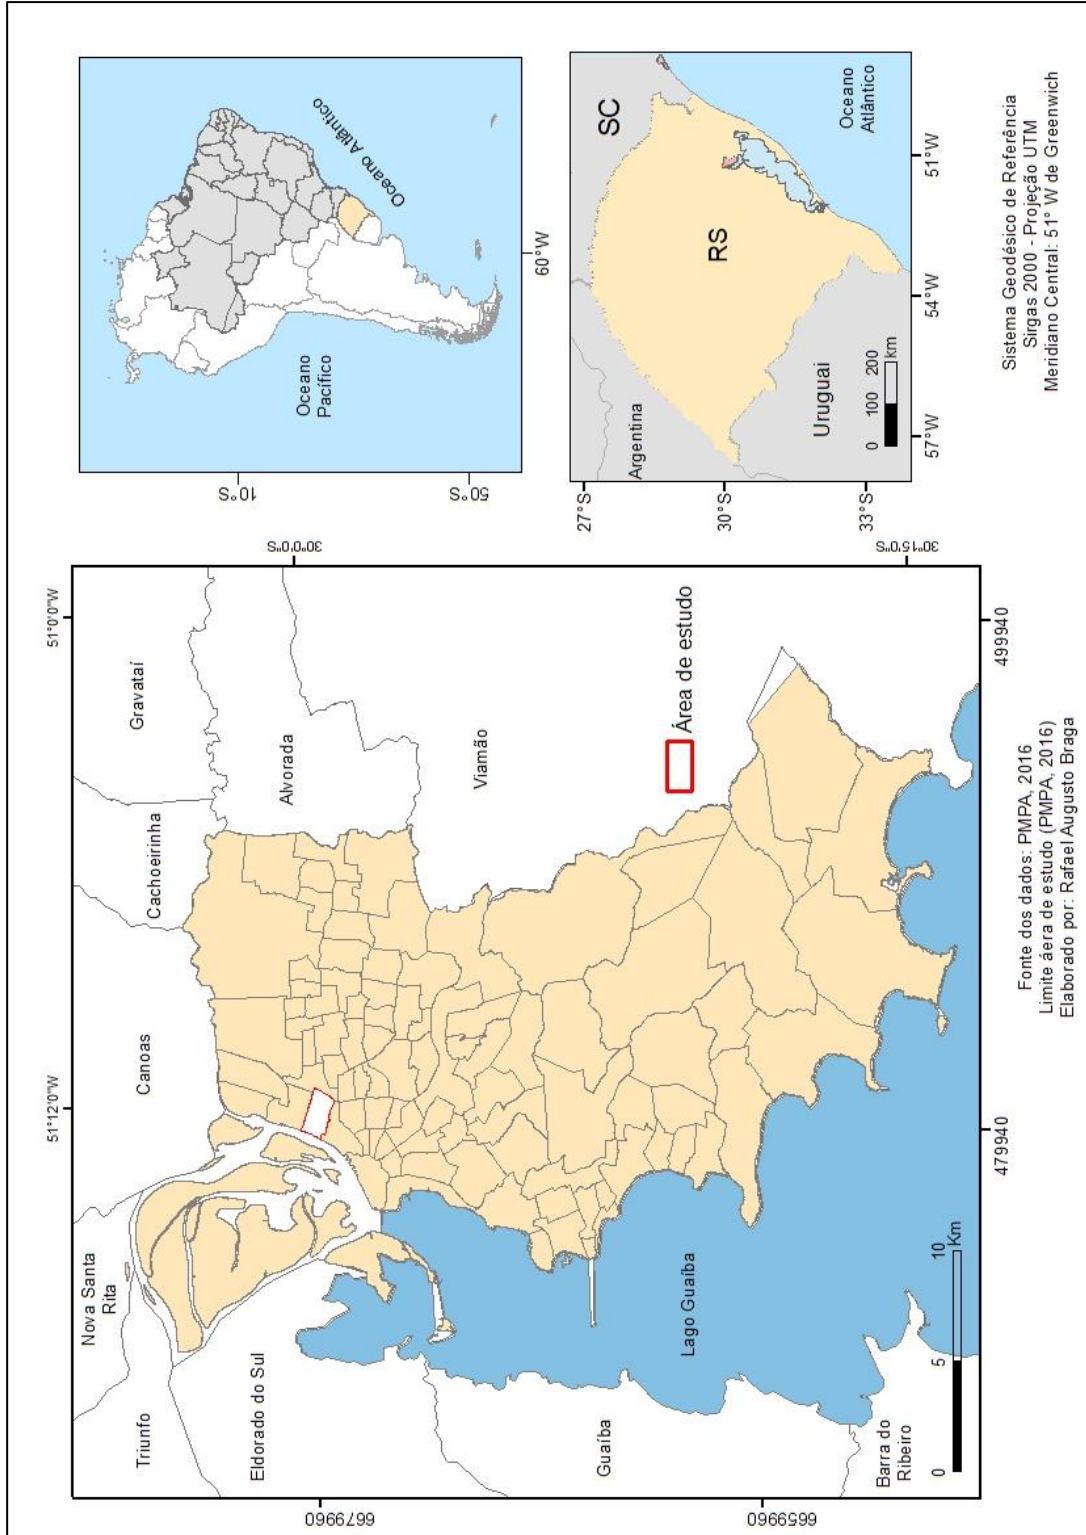 51°12'0"W
51°0'0"W
Nova Santa
Rita
Triunfo
Canoas
Cachoeirinha
Gravataí
Eldorado do Sul
Alvorada
Viamão
Guaíba
Lago Guaíba
Área de estudo
Barra do
Ribeiro
0
5
10
Km
6679960
6659960
30°0'0"S
30°15'0"S
479940
499940
Fonte dos dados: PMPA, 2016
Limite áera de estudo (PMPA, 2016)
Elaborado por: Rafael Augusto Braga
10°S
50°S
Oceano
Pacífico
Oceano Atlântico
60°W
27°S
30°S
33°S
Argentina
SC
RS
Uruguai
Oceano
Atlântico
0
100
200
km
57°W
54°W
51°W
Sistema Geodésico de Referência
Sirgas 2000 - Projeção UTM
Meridiano Central: 51° W de Greenwich